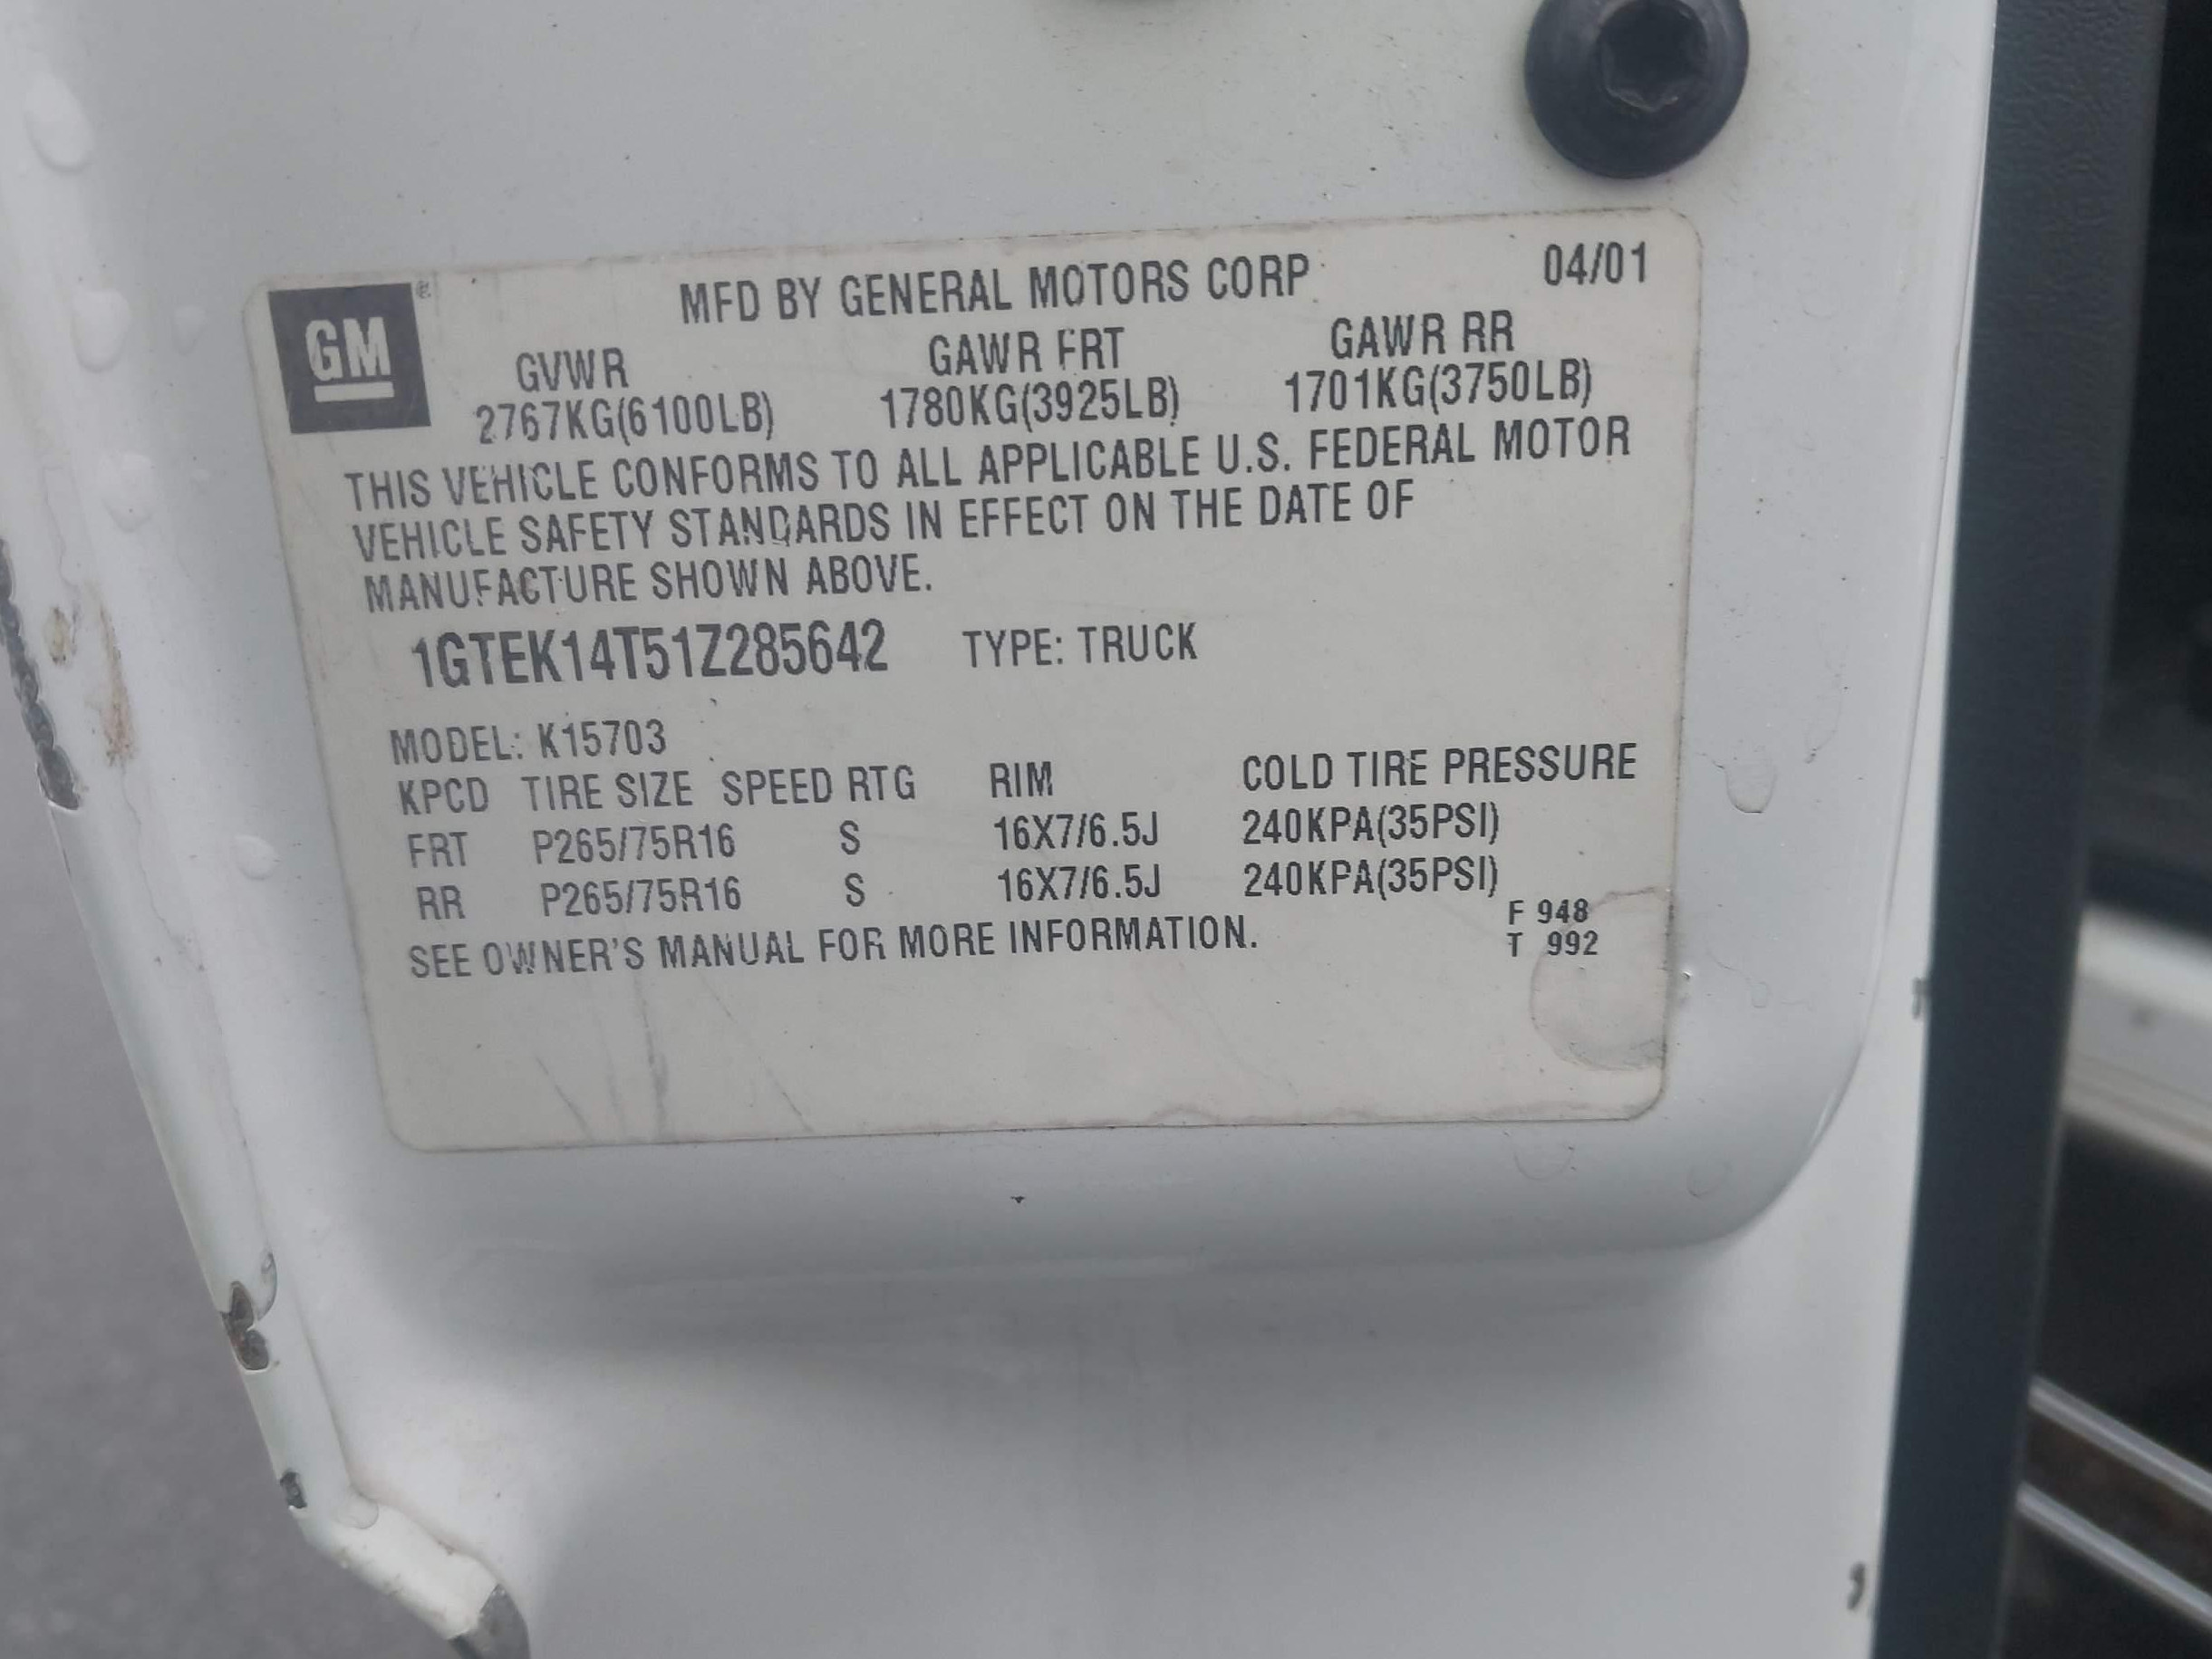 MFD BY GENERAL MOTORS CORP 04/01
GM®
GVWR GAWR FRT GAWR RR
2767KG(6100LB) 1780KG(3925LB) 1701KG(3750LB)
THIS VEHICLE CONFORMS TO ALL APPLICABLE U.S. FEDERAL MOTOR
VEHICLE SAFETY STANDARDS IN EFFECT ON THE DATE OF
MANUFACTURE SHOWN ABOVE.
1GTEK14T51Z285642 TYPE: TRUCK
MODEL: K15703
KPCD TIRE SIZE SPEED RTG RIM COLD TIRE PRESSURE
FRT P265/75R16 S 16X7/6.5J 240KPA(35PSI)
RR P265/75R16 S 16X7/6.5J 240KPA(35PSI)
SEE OWNER'S MANUAL FOR MORE INFORMATION.
F 948
T 992